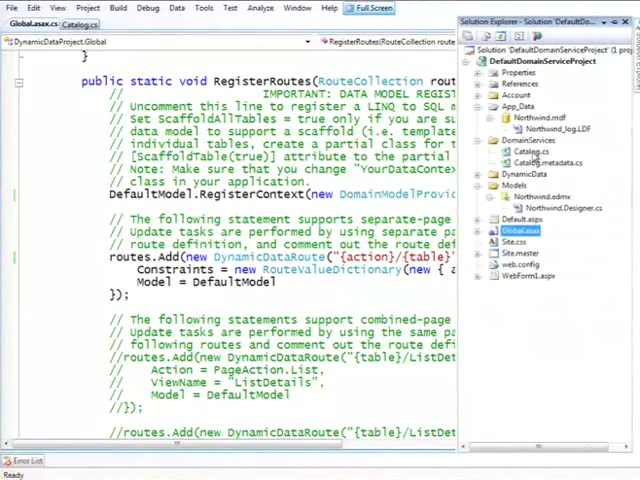 File Edit View Project Build Debug Data Tools Test Analyze Window Help Full Screen
Global.asax.cs Catalog.cs
Solution Explorer - Solution 'DefaultDo...
DynamicDataProject.Global RegisterRoutes(RouteCollection route
Solution 'DefaultDomainServiceProject' (1 pro
DefaultDomainServiceProject
Properties
References
Account
App_Data
Northwind.mdf
Northwind_log.LDF
DomainServices
Catalog.cs
Catalog.metadata.cs
DynamicData
Models
Northwind.edmx
Northwind.Designer.cs
Default.aspx
Global.asax
Site.css
Site.master
web.config
WebForm1.aspx
}
public static void RegisterRoutes(RouteCollection rout
// IMPORTANT: DATA MODEL REG
// Uncomment this line to register a LINQ to SQL m
// Set ScaffoldAllTables = true only if you are su
// data model to support a scaffold (i.e. template
// individual tables, create a partial class for t
// [ScaffoldTable(true)] attribute to the partial
// Note: Make sure that you change "YourDataContex
// class in your application.
DefaultModel.RegisterContext(new DomainModelProvid
// The following statement supports separate-page
// Update tasks are performed by using separate pa
// route definition, and comment out the route def
routes.Add(new DynamicDataRoute("{table}/{action}
Constraints = new RouteValueDictionary(new { a
Model = DefaultModel
});
// The following statements support combined-page
// Update tasks are performed by using the same pa
// following routes and comment out the route defi
//routes.Add(new DynamicDataRoute("{table}/ListDet
// Action = PageAction.List,
// ViewName = "ListDetails",
// Model = DefaultModel
//});
//routes.Add(new DynamicDataRoute("{table}/ListDet
Error List
Ready